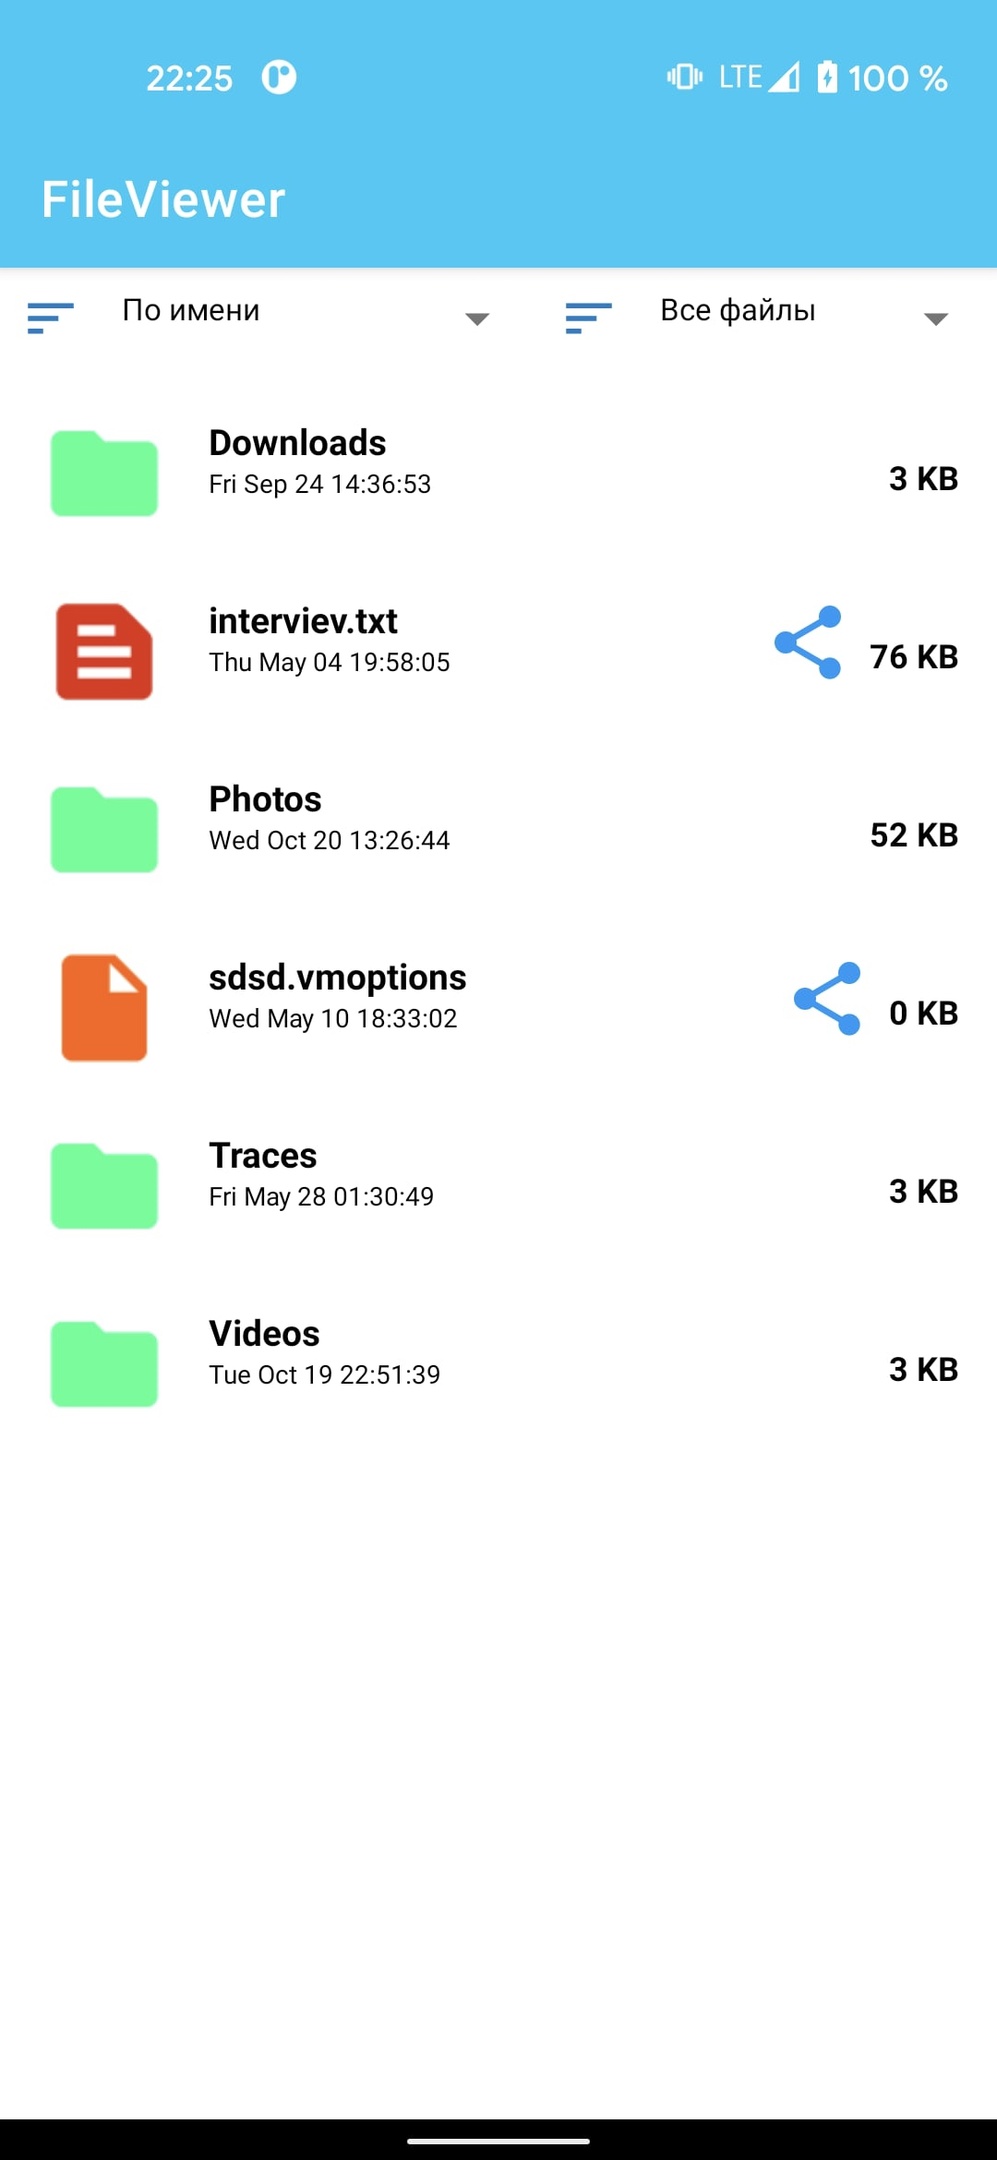 22:25 LTE 100 %
FileViewer
По имени Все файлы
Downloads
Fri Sep 24 14:36:53
3 KB
interviev.txt
Thu May 04 19:58:05
76 KB
Photos
Wed Oct 20 13:26:44
52 KB
sdsd.vmoptions
Wed May 10 18:33:02
0 KB
Traces
Fri May 28 01:30:49
3 KB
Videos
Tue Oct 19 22:51:39
3 KB